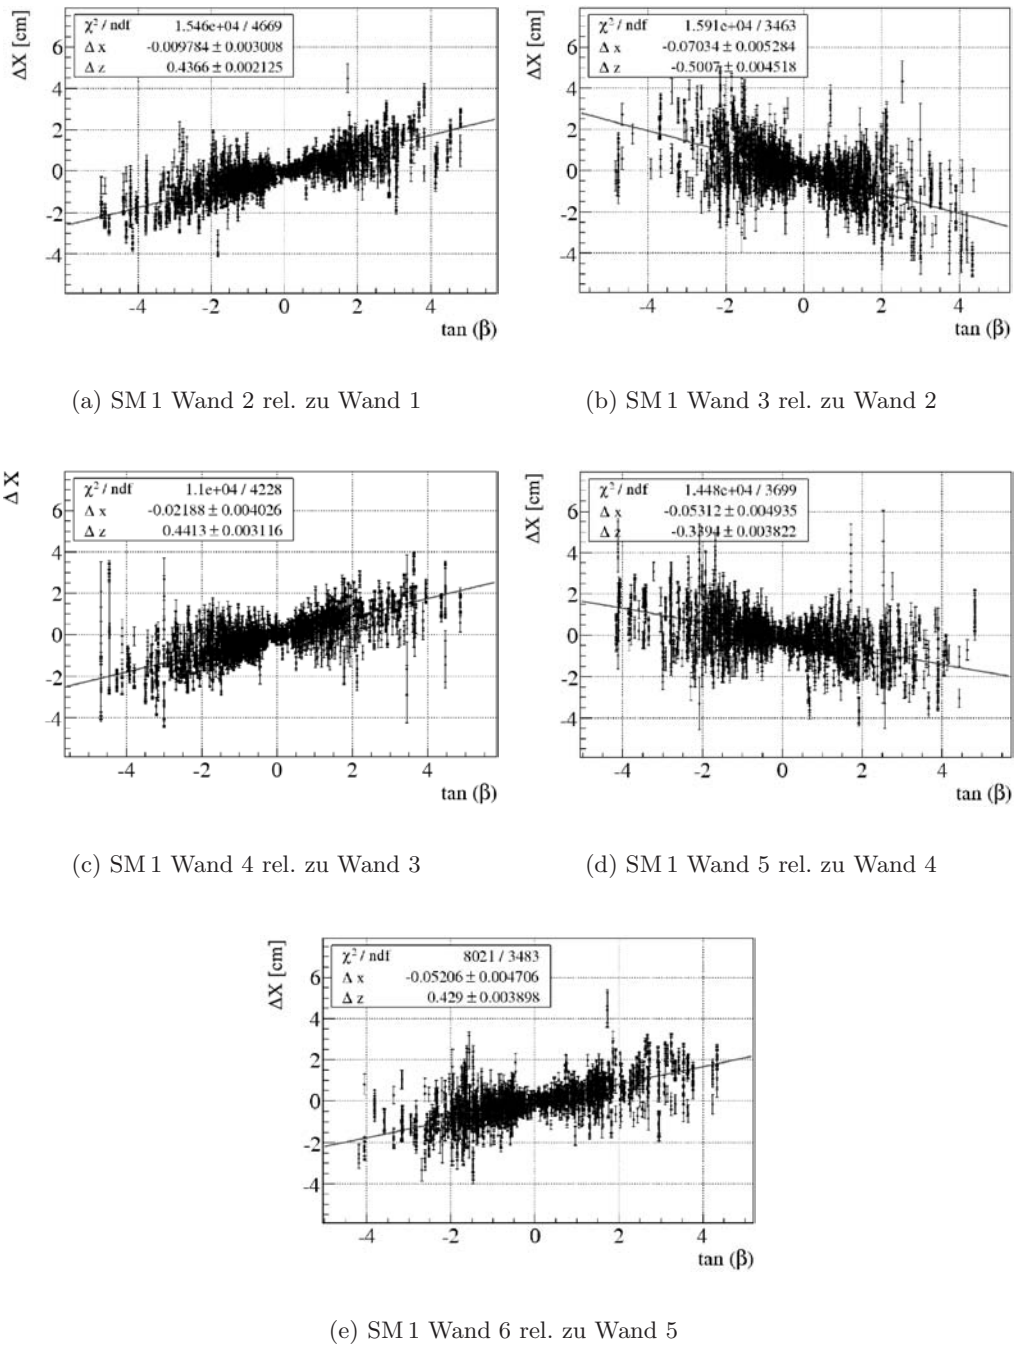 ΔX [cm]
χ² / ndf 1.546e+04 / 4669
Δ x -0.009784 ± 0.003008
Δ z 0.4366 ± 0.002125
6
4
2
0
-2
-4
-4 -2 0 2 4
tan (β)
(a) SM 1 Wand 2 rel. zu Wand 1
ΔX [cm]
χ² / ndf 1.591e+04 / 3463
Δ x -0.07034 ± 0.005284
Δ z -0.5007 ± 0.004518
6
4
2
0
-2
-4
-4 -2 0 2 4
tan (β)
(b) SM 1 Wand 3 rel. zu Wand 2
Δ X
χ² / ndf 1.1e+04 / 4228
Δ x -0.02188 ± 0.004026
Δ z 0.4413 ± 0.003116
6
4
2
0
-2
-4
-4 -2 0 2 4
tan (β)
(c) SM 1 Wand 4 rel. zu Wand 3
ΔX [cm]
χ² / ndf 1.448e+04 / 3699
Δ x -0.05312 ± 0.004935
Δ z -0.3394 ± 0.003822
6
4
2
0
-2
-4
-4 -2 0 2 4
tan (β)
(d) SM 1 Wand 5 rel. zu Wand 4
ΔX [cm]
χ² / ndf 8021 / 3483
Δ x -0.05206 ± 0.004706
Δ z 0.429 ± 0.003898
6
4
2
0
-2
-4
-4 -2 0 2 4
tan (β)
(e) SM 1 Wand 6 rel. zu Wand 5